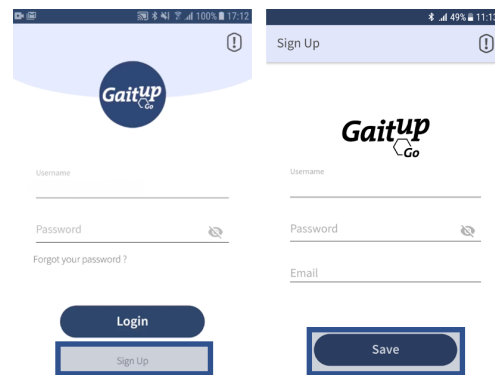 100% 17:12
Gaitup
Go
Username
Password
Forgot your password ?
Login
Sign Up
49% 11:13
Sign Up
Gaitup
Go
Username
Password
Email
Save